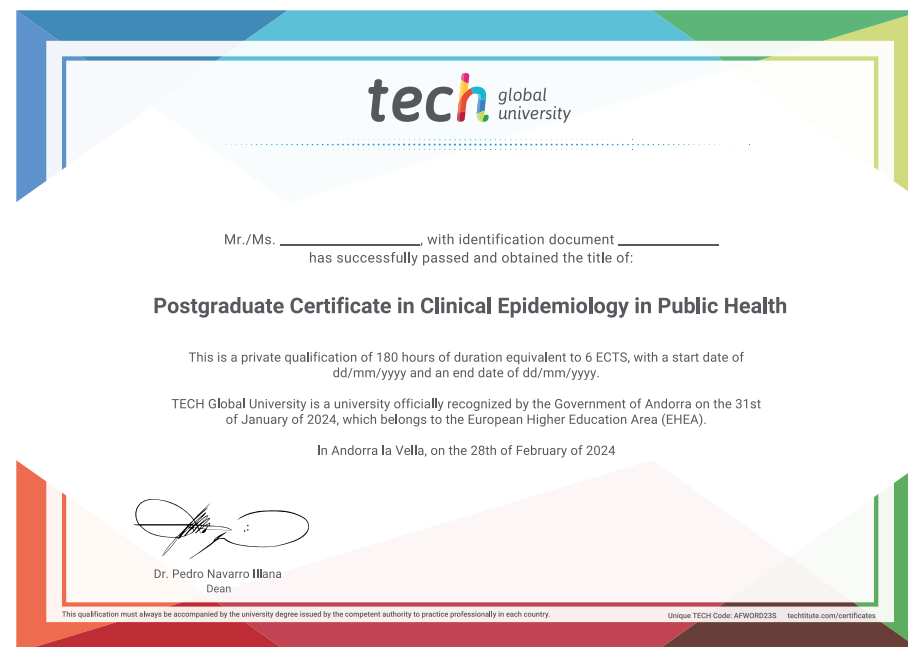 tech global university
Mr./Ms. ____________, with identification document ____________
has successfully passed and obtained the title of:
Postgraduate Certificate in Clinical Epidemiology in Public Health
This is a private qualification of 180 hours of duration equivalent to 6 ECTS, with a start date of
dd/mm/yyyy and an end date of dd/mm/yyyy.
TECH Global University is a university officially recognized by the Government of Andorra on the 31st
of January of 2024, which belongs to the European Higher Education Area (EHEA).
In Andorra la Vella, on the 28th of February of 2024
Dr. Pedro Navarro Illana
Dean
This qualification must always be accompanied by the university degree issued by the competent authority to practice professionally in each country.
Unique TECH Code: AFWORD23S techtitute.com/certificates